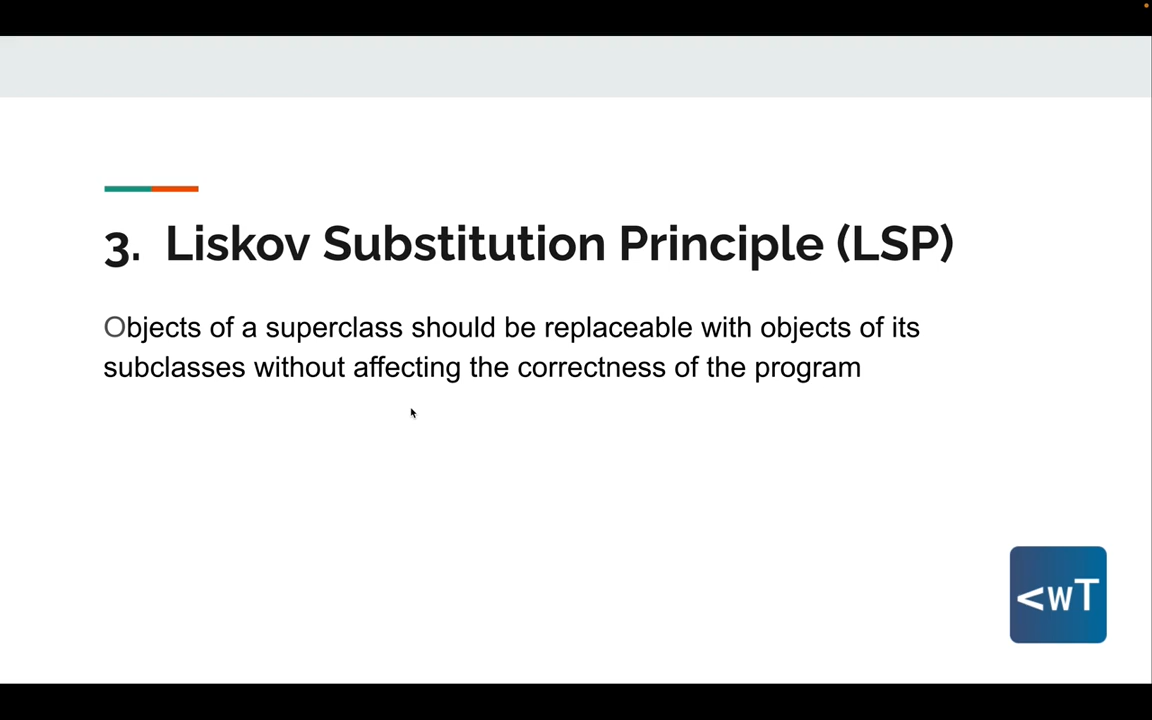 3. Liskov Substitution Principle (LSP)
Objects of a superclass should be replaceable with objects of its
subclasses without affecting the correctness of the program
<wT